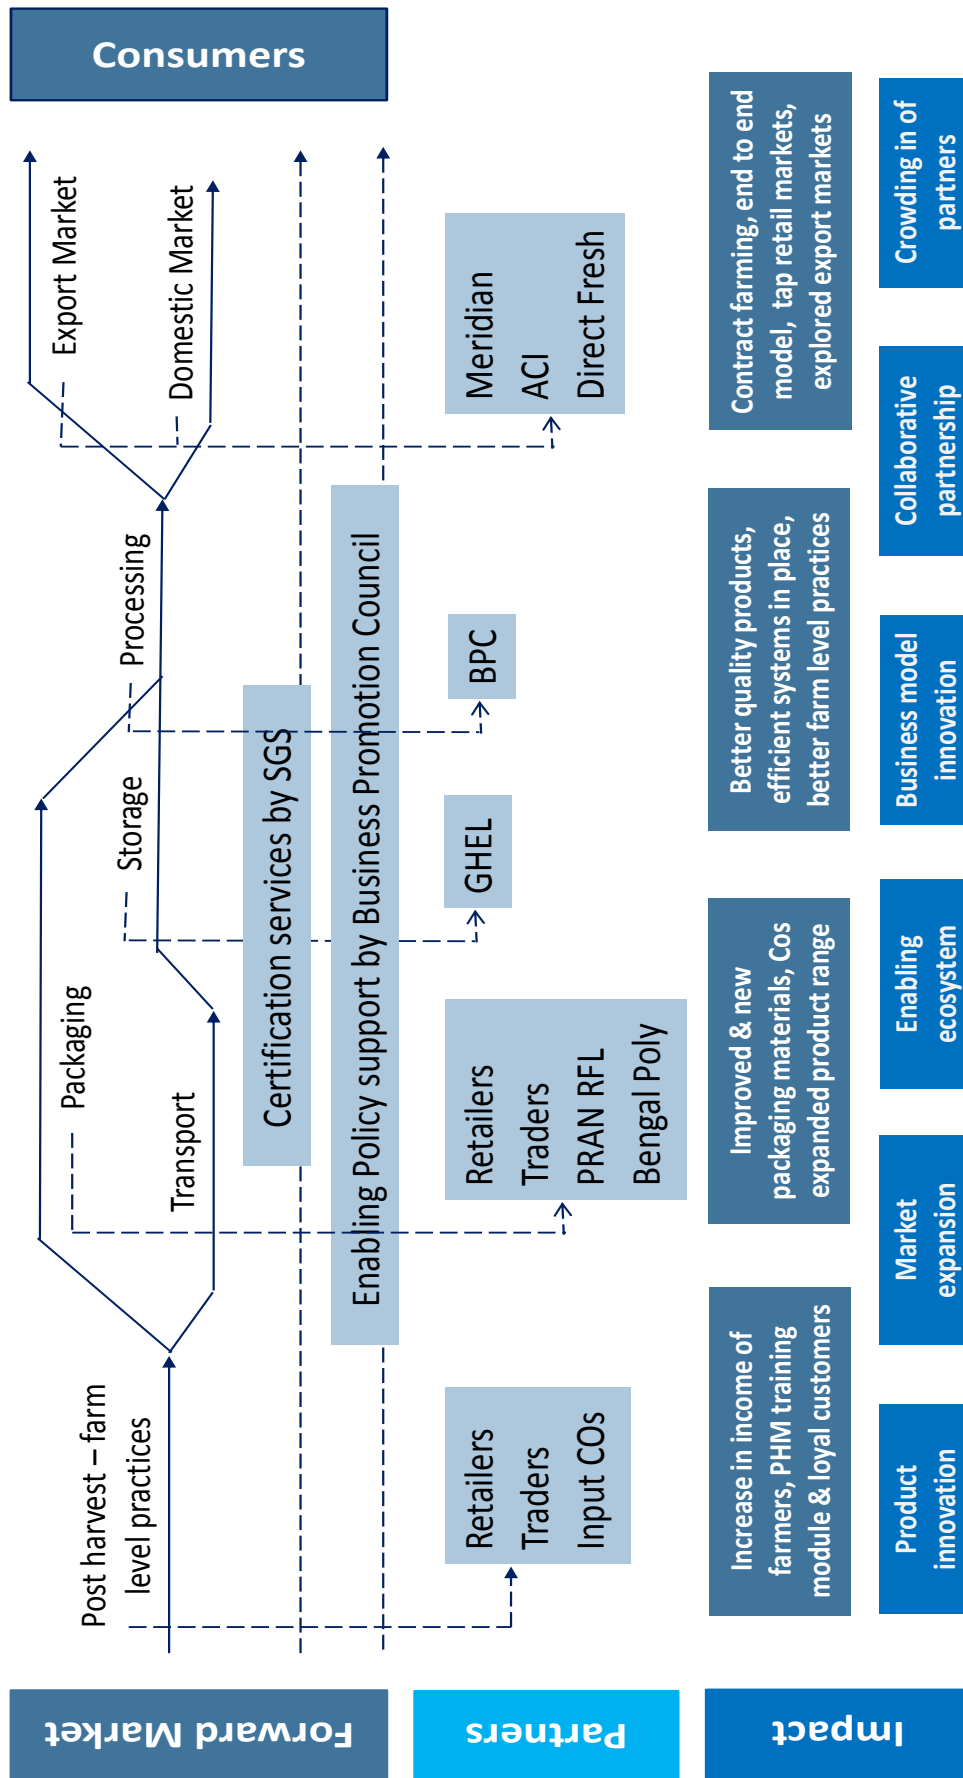 Forward Market
Post harvest – farm
level practices
Packaging
Transport
Storage
Processing
Export Market
Domestic Market
Consumers
Certification services by SGS
Enabling Policy support by Business Promotion Council
Partners
Retailers
Traders
Input COs
Retailers
Traders
PRAN RFL
Bengal Poly
GHEL
BPC
Meridian
ACI
Direct Fresh
Impact
Increase in income of
farmers, PHM training
module & loyal customers
Improved & new
packaging materials, Cos
expanded product range
Better quality products,
efficient systems in place,
better farm level practices
Contract farming, end to end
model, tap retail markets,
explored export markets
Product
innovation
Market
expansion
Enabling
ecosystem
Business model
innovation
Collaborative
partnership
Crowding in of
partners